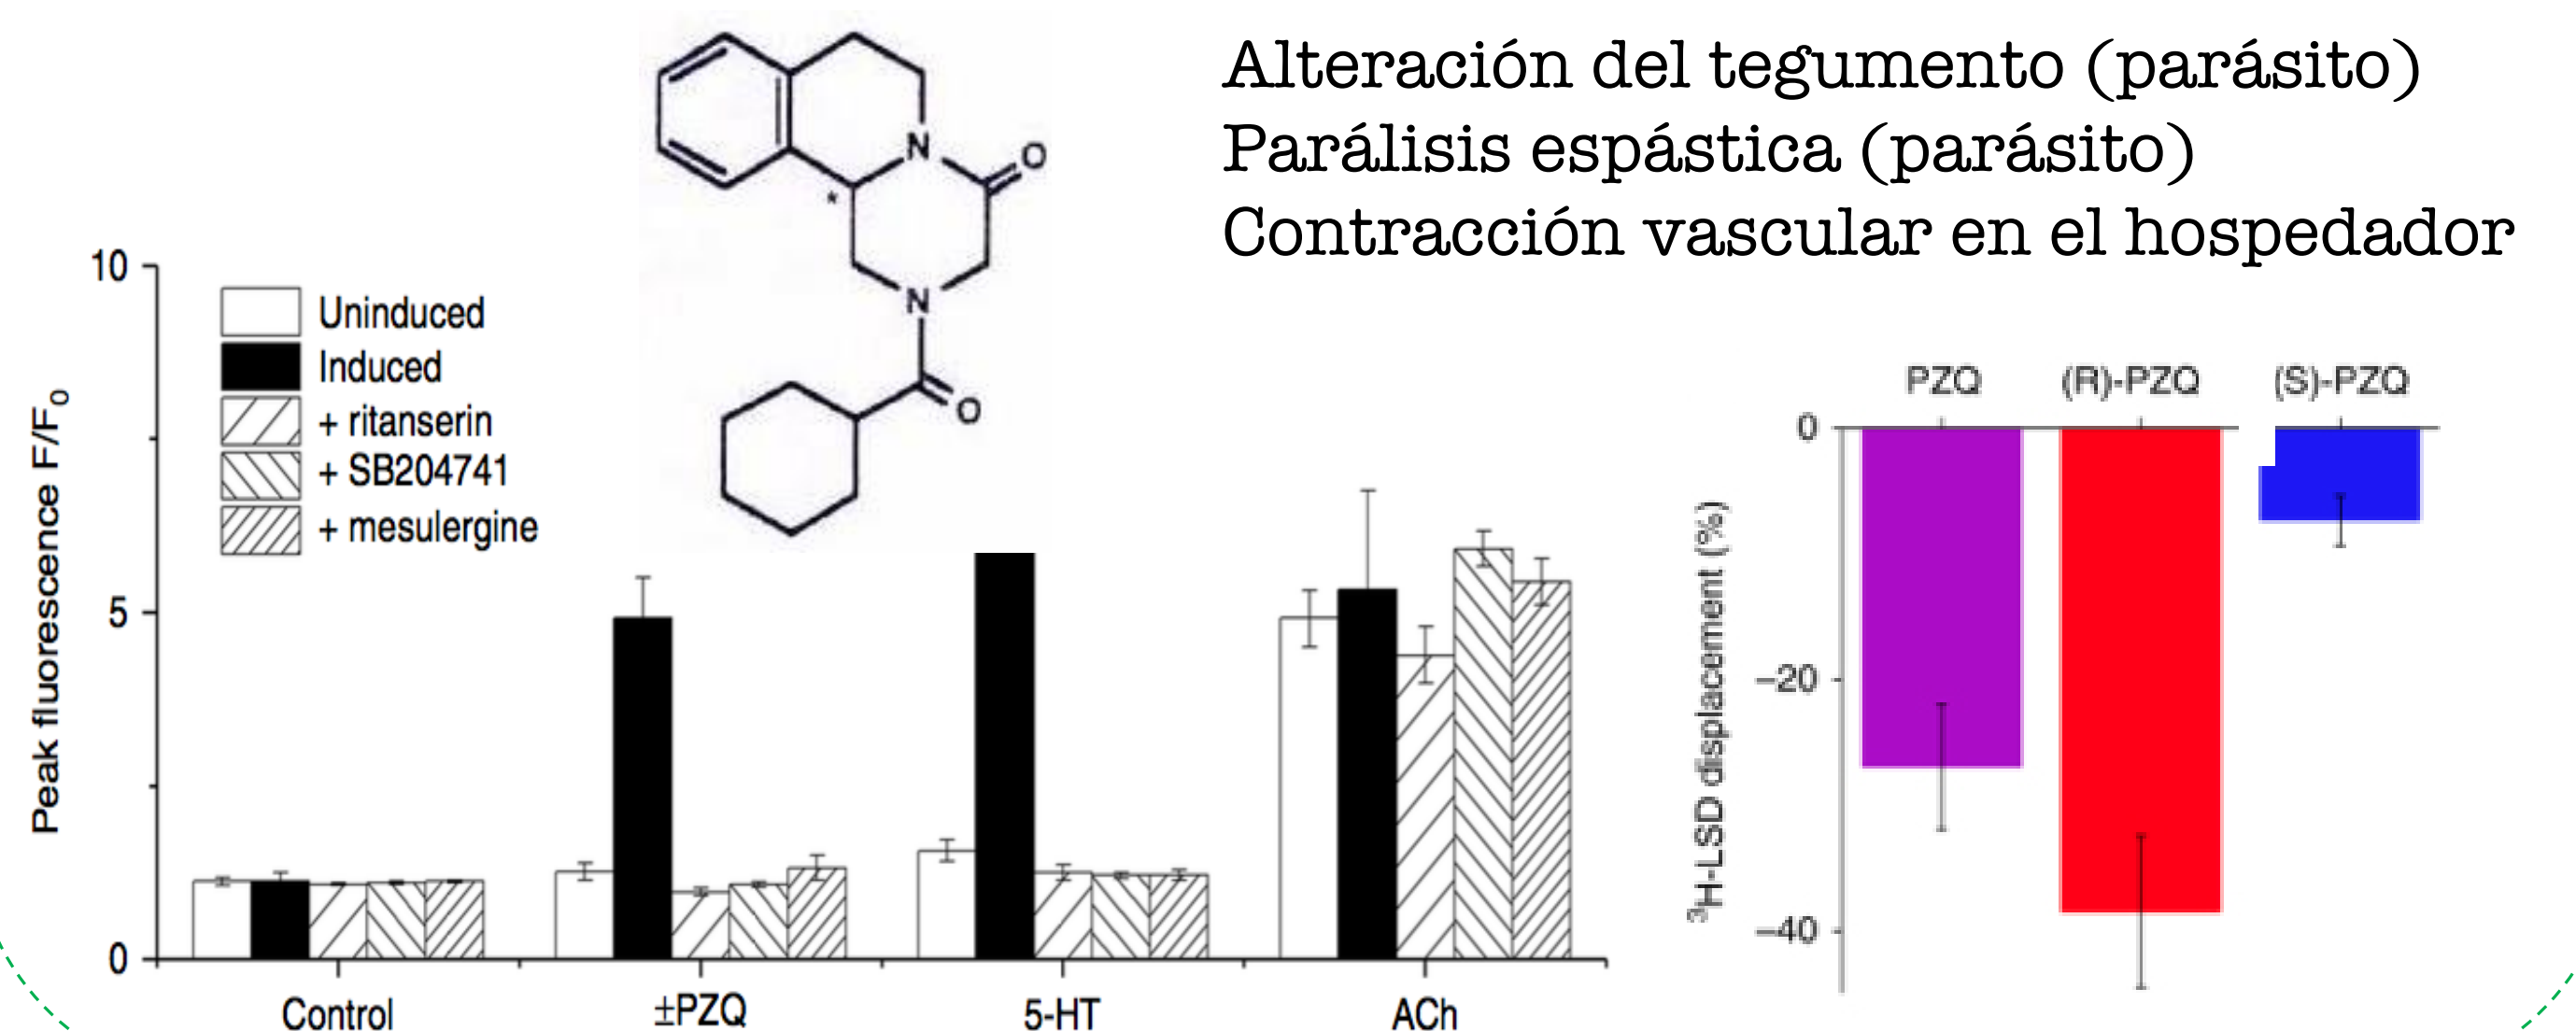 Alteración del tegumento (parásito)
Parálisis espástica (parásito)
Contracción vascular en el hospedador
N
O
*
N
O
Peak fluorescence F/F0
10
5
0
Uninduced
Induced
+ ritanserin
+ SB204741
+ mesulergine
Control
±PZQ
5-HT
ACh
PZQ
(R)-PZQ
(S)-PZQ
3H-LSD displacement (%)
0
–20
–40